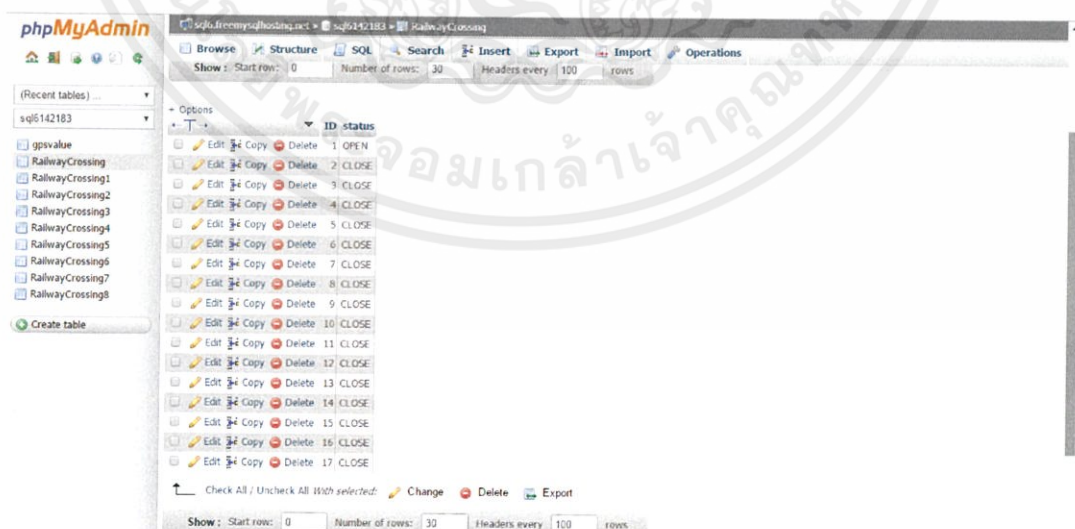 phpMyAdmin
(Recent tables) ...
sql6142183
gpsvalue
RailwayCrossing
RailwayCrossing1
RailwayCrossing2
RailwayCrossing3
RailwayCrossing4
RailwayCrossing5
RailwayCrossing6
RailwayCrossing7
RailwayCrossing8
Create table
sql6.freemysqlhosting.net » sql6142183 » RailwayCrossing
Browse Structure SQL Search Insert Export Import Operations
Show : Start row: 0 Number of rows: 30 Headers every 100 rows
+ Options
ID status
Edit Copy Delete 1 OPEN
Edit Copy Delete 2 CLOSE
Edit Copy Delete 3 CLOSE
Edit Copy Delete 4 CLOSE
Edit Copy Delete 5 CLOSE
Edit Copy Delete 6 CLOSE
Edit Copy Delete 7 CLOSE
Edit Copy Delete 8 CLOSE
Edit Copy Delete 9 CLOSE
Edit Copy Delete 10 CLOSE
Edit Copy Delete 11 CLOSE
Edit Copy Delete 12 CLOSE
Edit Copy Delete 13 CLOSE
Edit Copy Delete 14 CLOSE
Edit Copy Delete 15 CLOSE
Edit Copy Delete 16 CLOSE
Edit Copy Delete 17 CLOSE
Check All / Uncheck All With selected: Change Delete Export
Show : Start row: 0 Number of rows: 30 Headers every 100 rows